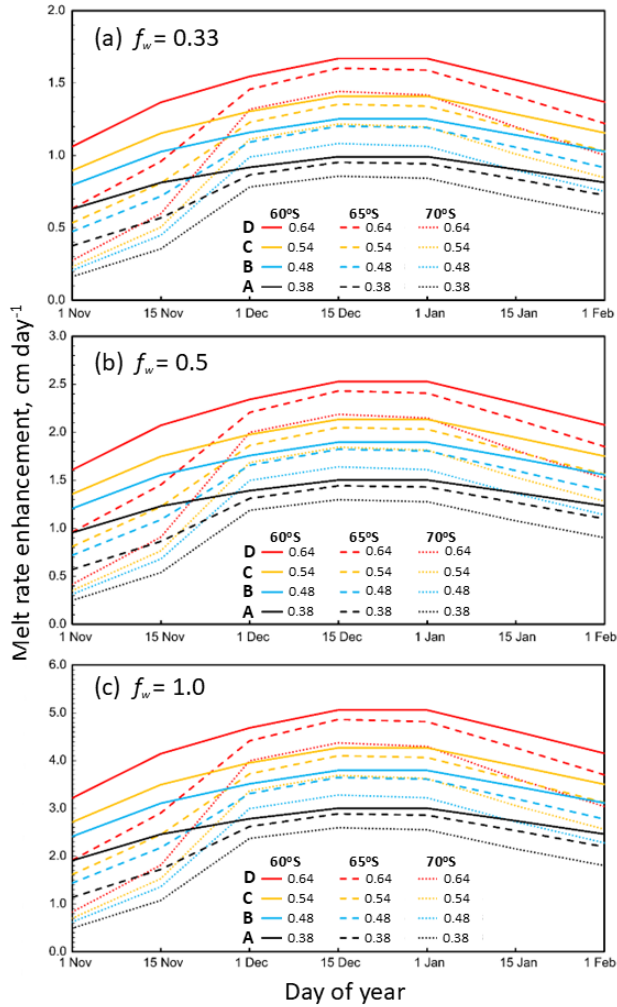 Melt rate enhancement, cm day⁻¹
(a) f_w = 0.33
2.0
1.5
1.0
0.5
0.0
60ºS 65ºS 70ºS
D 0.64 0.64 0.64
C 0.54 0.54 0.54
B 0.48 0.48 0.48
A 0.38 0.38 0.38
1 Nov 15 Nov 1 Dec 15 Dec 1 Jan 15 Jan 1 Feb
(b) f_w = 0.5
3.0
2.5
2.0
1.5
1.0
0.5
0.0
60ºS 65ºS 70ºS
D 0.64 0.64 0.64
C 0.54 0.54 0.54
B 0.48 0.48 0.48
A 0.38 0.38 0.38
1 Nov 15 Nov 1 Dec 15 Dec 1 Jan 15 Jan 1 Feb
(c) f_w = 1.0
6.0
5.0
4.0
3.0
2.0
1.0
0.0
60ºS 65ºS 70ºS
D 0.64 0.64 0.64
C 0.54 0.54 0.54
B 0.48 0.48 0.48
A 0.38 0.38 0.38
1 Nov 15 Nov 1 Dec 15 Dec 1 Jan 15 Jan 1 Feb
Day of year